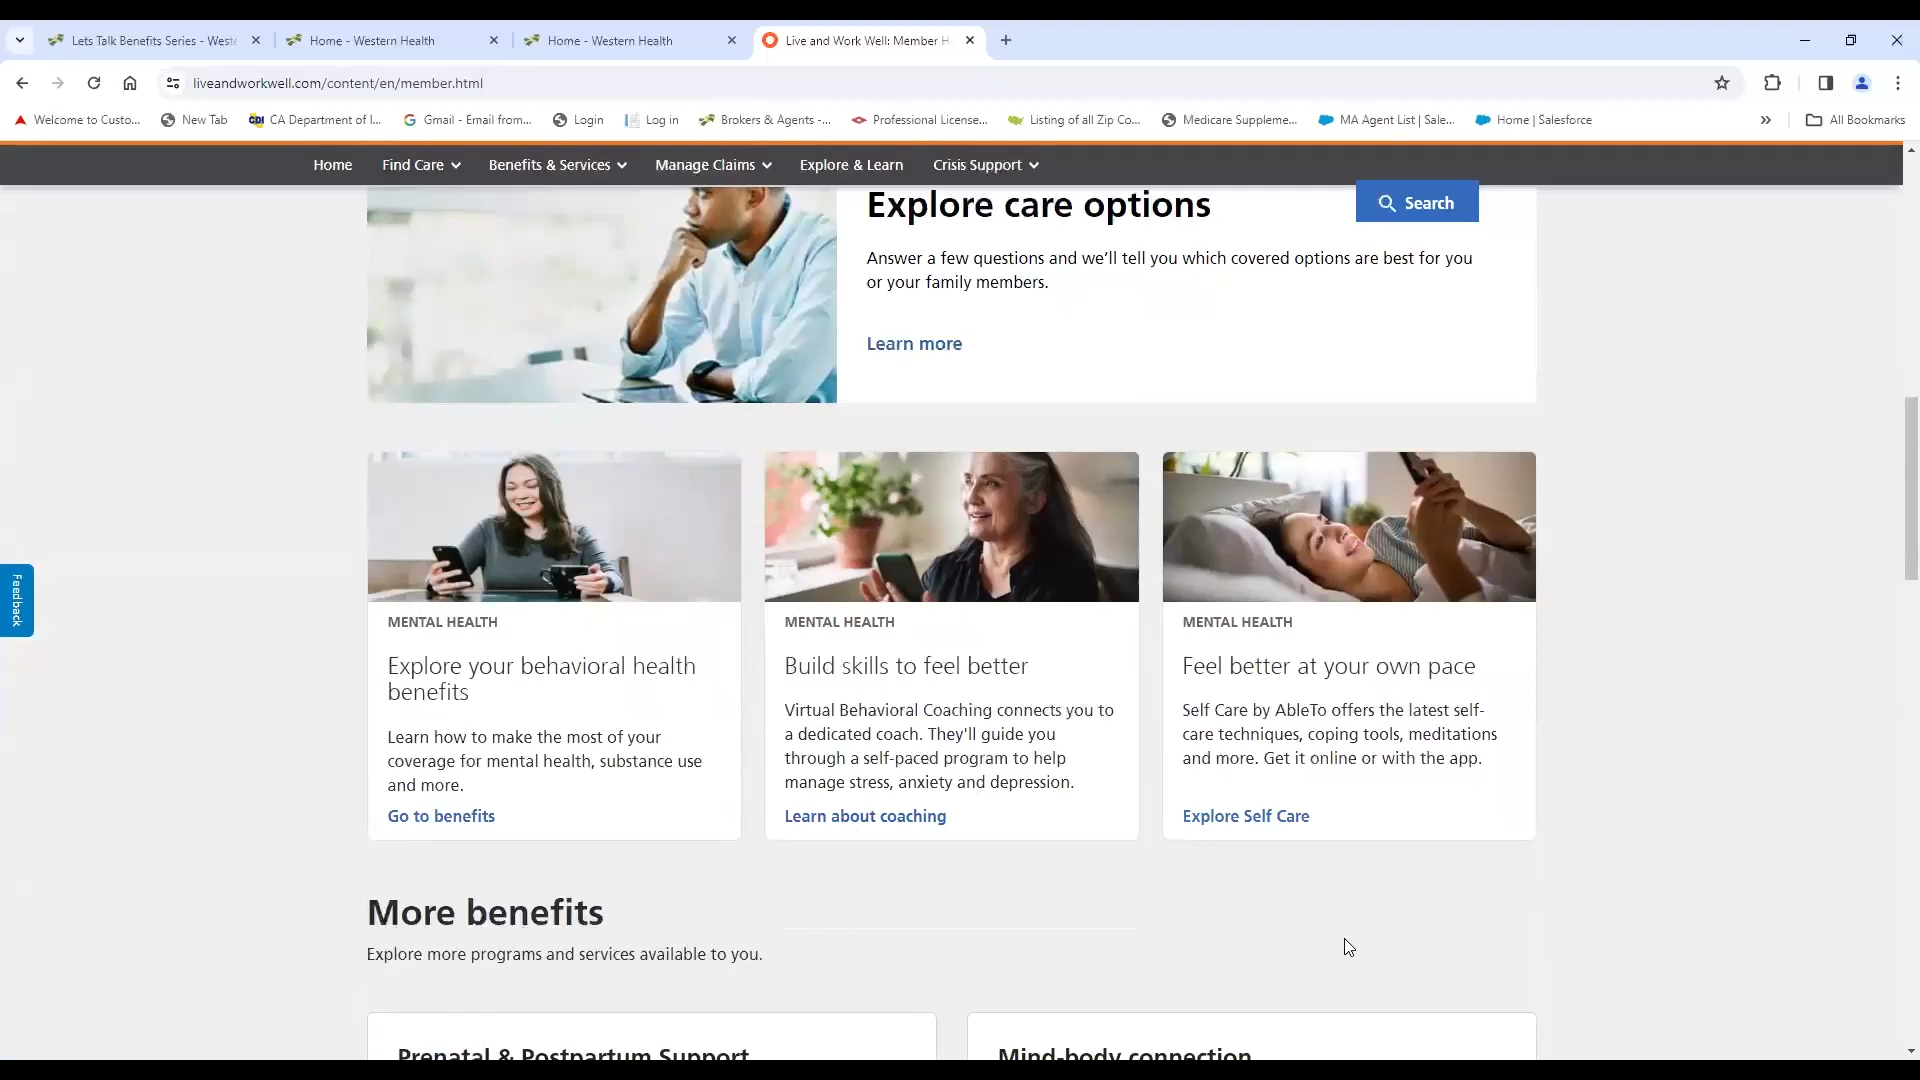 Lets Talk Benefits Series - Weste
Home - Western Health
Home - Western Health
Live and Work Well: Member H
liveandworkwell.com/content/en/member.html
Welcome to Custo...
New Tab
CA Department of I...
Gmail - Email from...
Login
Log in
Brokers & Agents -...
Professional License...
Listing of all Zip Co...
Medicare Suppleme...
MA Agent List | Sale...
Home | Salesforce
All Bookmarks
Home
Find Care
Benefits & Services
Manage Claims
Explore & Learn
Crisis Support
Explore care options
Search
Answer a few questions and we’ll tell you which covered options are best for you
or your family members.
Learn more
Feedback
MENTAL HEALTH
Explore your behavioral health
benefits
Learn how to make the most of your
coverage for mental health, substance use
and more.
Go to benefits
MENTAL HEALTH
Build skills to feel better
Virtual Behavioral Coaching connects you to
a dedicated coach. They'll guide you
through a self-paced program to help
manage stress, anxiety and depression.
Learn about coaching
MENTAL HEALTH
Feel better at your own pace
Self Care by AbleTo offers the latest self-
care techniques, coping tools, meditations
and more. Get it online or with the app.
Explore Self Care
More benefits
Explore more programs and services available to you.
Prenatal & Postpartum Support
Mind-body connection